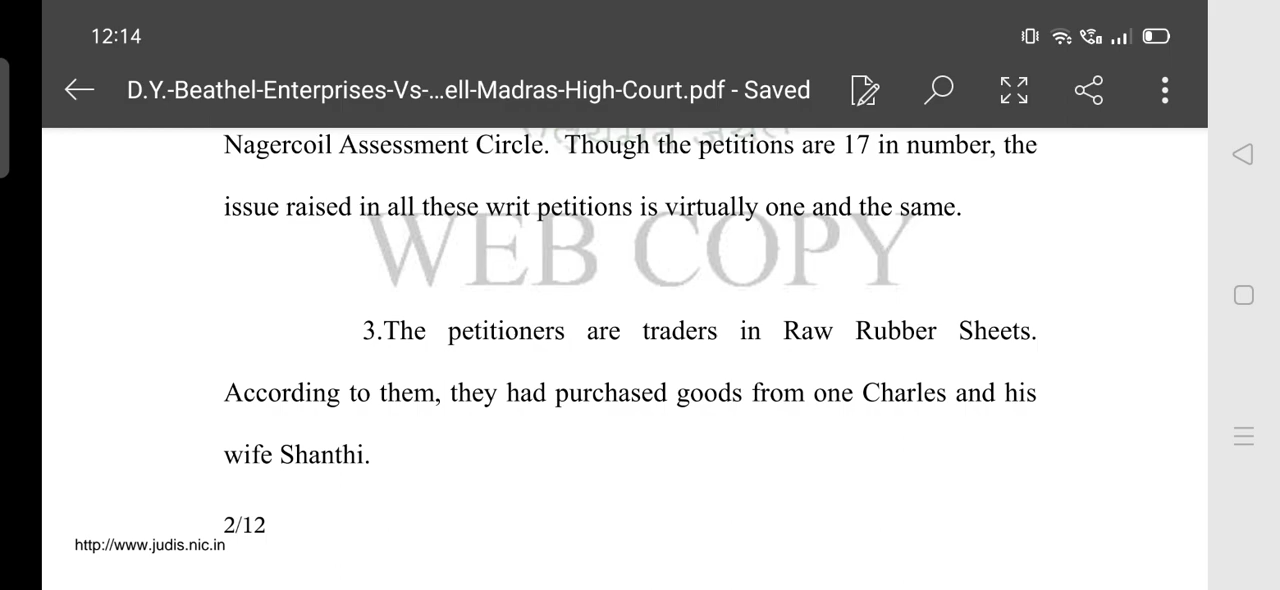 12:14
D.Y.-Beathel-Enterprises-Vs-...ell-Madras-High-Court.pdf - Saved
Nagercoil Assessment Circle. Though the petitions are 17 in number, the
issue raised in all these writ petitions is virtually one and the same.
WEB COPY
3.The petitioners are traders in Raw Rubber Sheets.
According to them, they had purchased goods from one Charles and his
wife Shanthi.
2/12
http://www.judis.nic.in